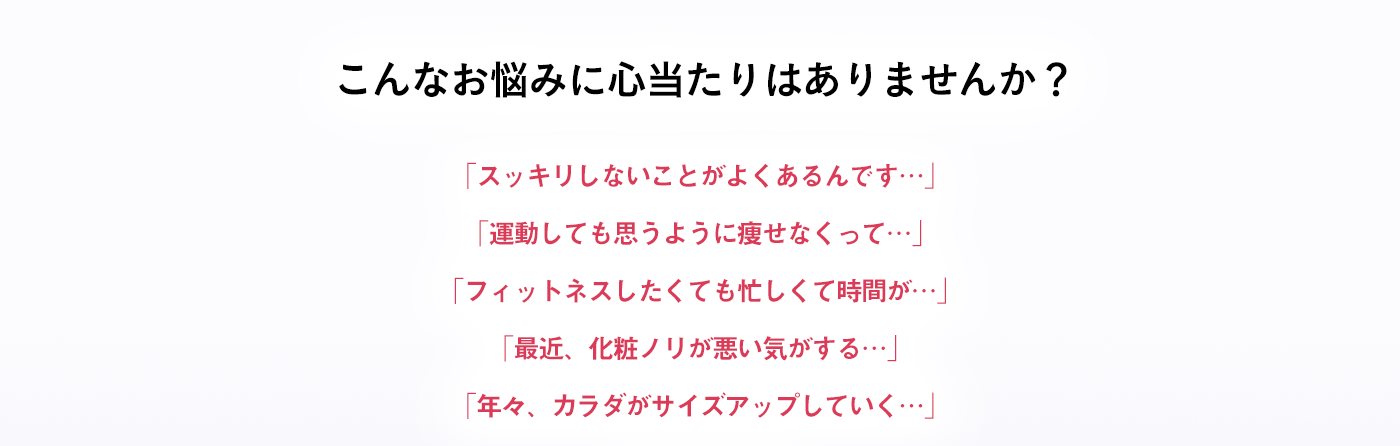 こんなお悩みに心当たりはありませんか？
「スッキリしないことがよくあるんです…」
「運動しても思うように痩せなくって…」
「フィットネスしたくても忙しくて時間が…」
「最近、化粧ノリが悪い気がする…」
「年々、カラダがサイズアップしていく…」